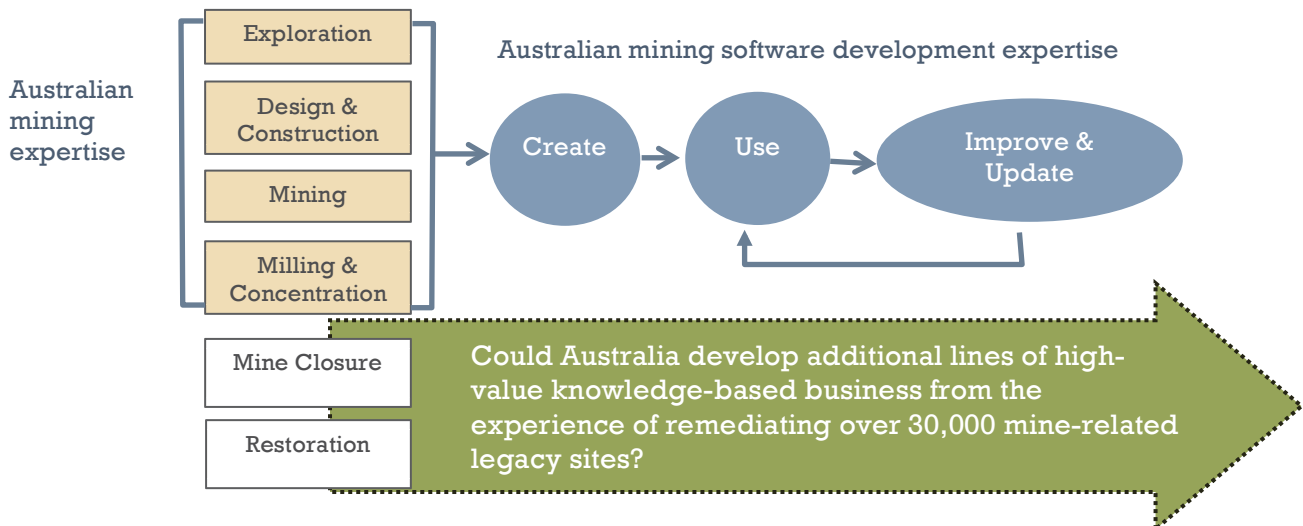 Australian
mining
expertise
Exploration
Design &
Construction
Mining
Milling &
Concentration
Mine Closure
Restoration
Australian mining software development expertise
Create
Use
Improve &
Update
Could Australia develop additional lines of high-
value knowledge-based business from the
experience of remediating over 30,000 mine-related
legacy sites?